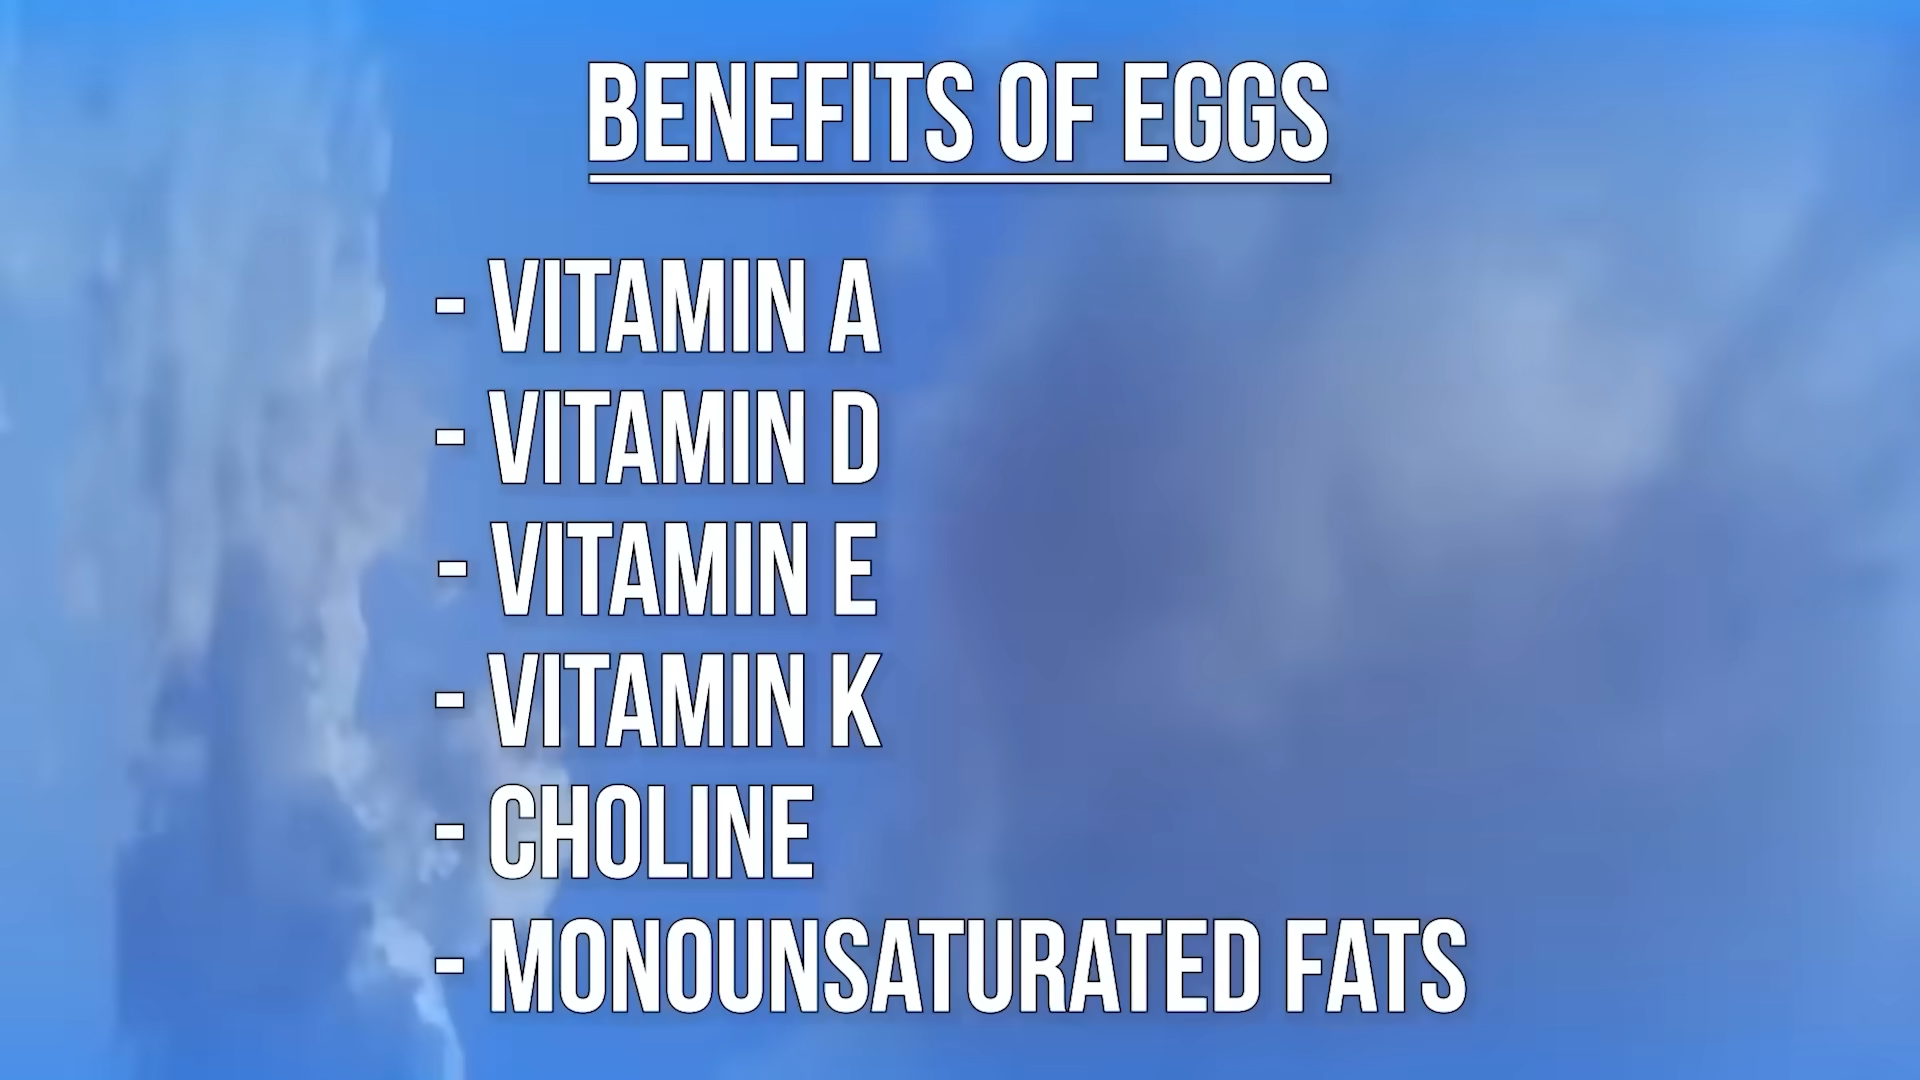 BENEFITS OF EGGS
- VITAMIN A
- VITAMIN D
- VITAMIN E
- VITAMIN K
- CHOLINE
- MONOUNSATURATED FATS